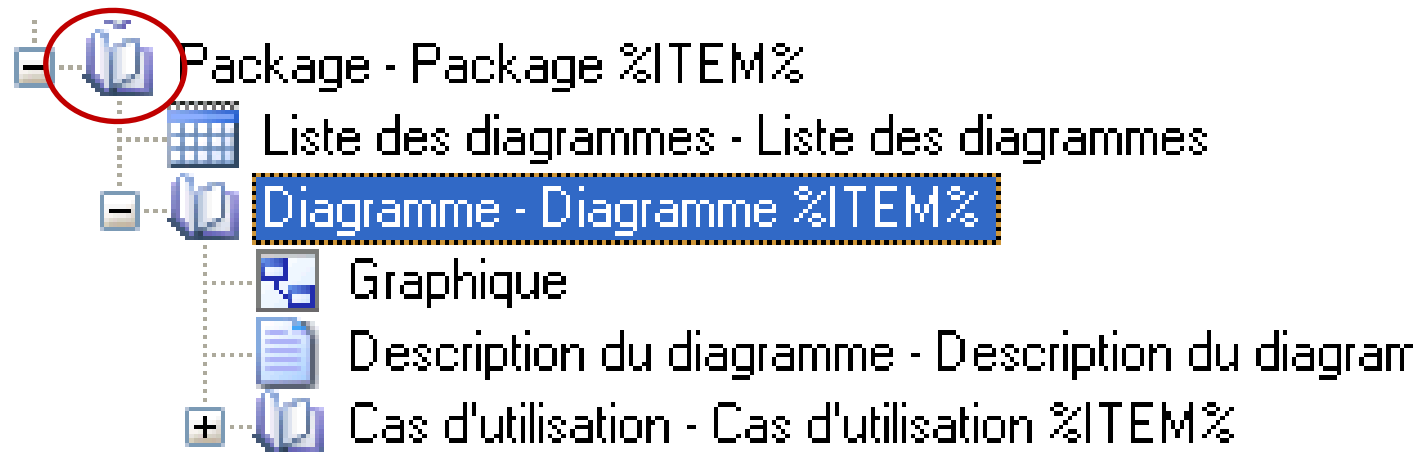 Package - Package %ITEM%
Liste des diagrammes - Liste des diagrammes
Diagramme - Diagramme %ITEM%
Graphique
Description du diagramme - Description du diagram
Cas d'utilisation - Cas d'utilisation %ITEM%